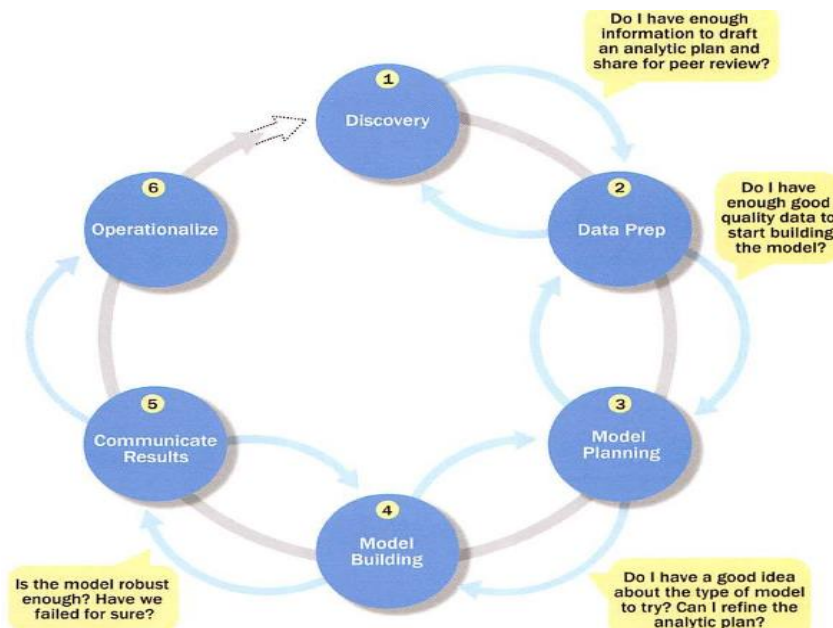 Do I have enough
information to draft
an analytic plan and
share for peer review?
1
Discovery
6
Operationalize
2
Data Prep
Do I have
enough good
quality data to
start building
the model?
5
Communicate
Results
3
Model
Planning
4
Model
Building
Is the model robust
enough? Have we
failed for sure?
Do I have a good idea
about the type of model
to try? Can I refine the
analytic plan?